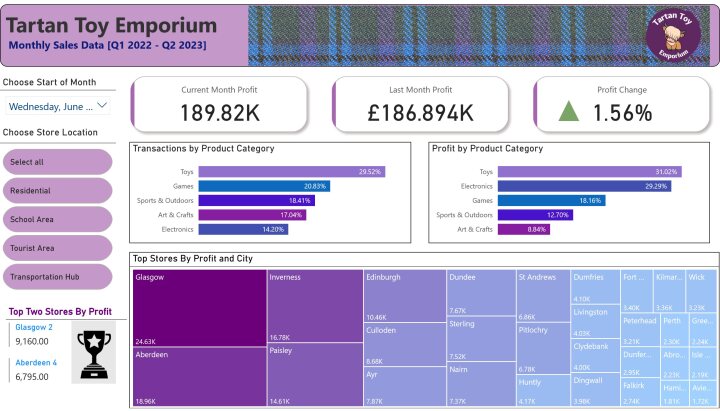 Tartan Toy Emporium
Monthly Sales Data [Q1 2022 - Q2 2023]
Tartan Toy
Emporium
Choose Start of Month
Wednesday, June ...
Choose Store Location
Select all
Residential
School Area
Tourist Area
Transportation Hub
Top Two Stores By Profit
Glasgow 2
9,160.00
Aberdeen 4
6,795.00
Current Month Profit
189.82K
Last Month Profit
£186.894K
Profit Change
1.56%
Transactions by Product Category
Toys 29.52%
Games 20.83%
Sports & Outdoors 18.41%
Art & Crafts 17.04%
Electronics 14.20%
Profit by Product Category
Toys 31.02%
Electronics 29.29%
Games 18.16%
Sports & Outdoors 12.70%
Art & Crafts 8.84%
Top Stores By Profit and City
Glasgow
24.63K
Aberdeen
18.96K
Inverness
16.78K
Paisley
14.61K
Edinburgh
10.46K
Culloden
8.68K
Ayr
7.87K
Dundee
7.67K
Sterling
7.52K
Nairn
7.37K
St Andrews
6.86K
Pitlochry
6.78K
Huntly
4.17K
Dumfries
4.10K
Livingston
4.03K
Clydebank
4.00K
Dingwall
3.98K
Fort ...
3.40K
Kilmar...
3.36K
Wick
3.23K
Peterhead
3.21K
Dunfer...
2.95K
Falkirk
2.74K
Perth
2.30K
Abro...
2.23K
Hami...
1.81K
Gree...
2.24K
Isle ...
2.19K
Avie...
1.72K